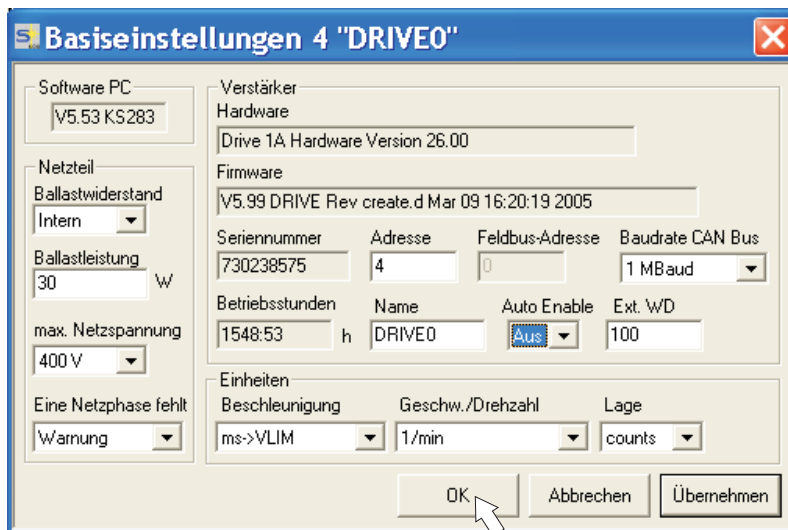 Basiseinstellungen 4 "DRIVE0"
Software PC
V5.53 KS283
Netzteil
Ballastwiderstand
Intern
Ballastleistung
30 W
max. Netzspannung
400 V
Eine Netzphase fehlt
Warnung
Verstärker
Hardware
Drive 1A Hardware Version 26.00
Firmware
V5.99 DRIVE Rev create.d Mar 09 16:20:19 2005
Seriennummer Adresse Feldbus-Adresse Baudrate CAN Bus
730238575 4 0 1 MBaud
Betriebsstunden Name Auto Enable Ext. WD
1548:53 h DRIVE0 Aus 100
Einheiten
Beschleunigung Geschw./Drehzahl Lage
ms->VLIM 1/min counts
OK Abbrechen Übernehmen